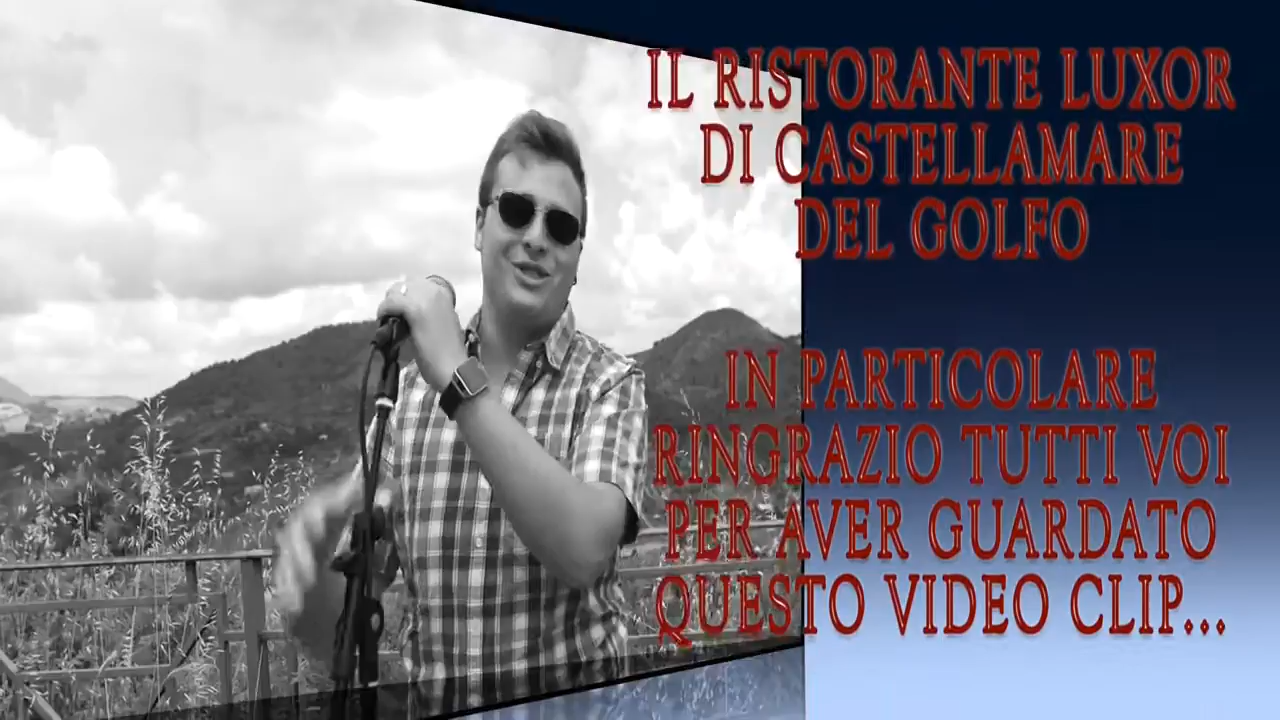 IL RISTORANTE LUXOR
DI CASTELLAMARE
DEL GOLFO
IN PARTICOLARE
RINGRAZIO TUTTI VOI
PER AVER GUARDATO
QUESTO VIDEO CLIP...